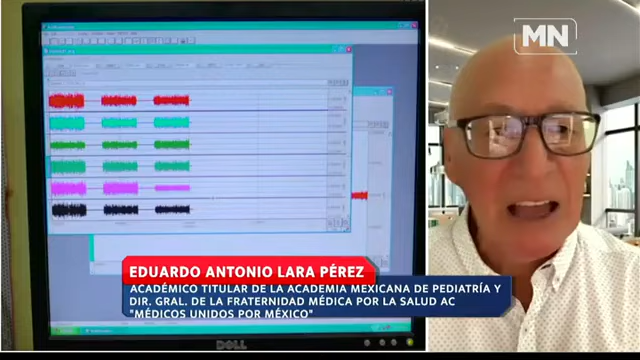 MN
EDUARDO ANTONIO LARA PÉREZ
ACADÉMICO TITULAR DE LA ACADEMIA MEXICANA DE PEDIATRÍA Y
DIR. GRAL. DE LA FRATERNIDAD MÉDICA POR LA SALUD AC
"MÉDICOS UNIDOS POR MÉXICO"
DELL